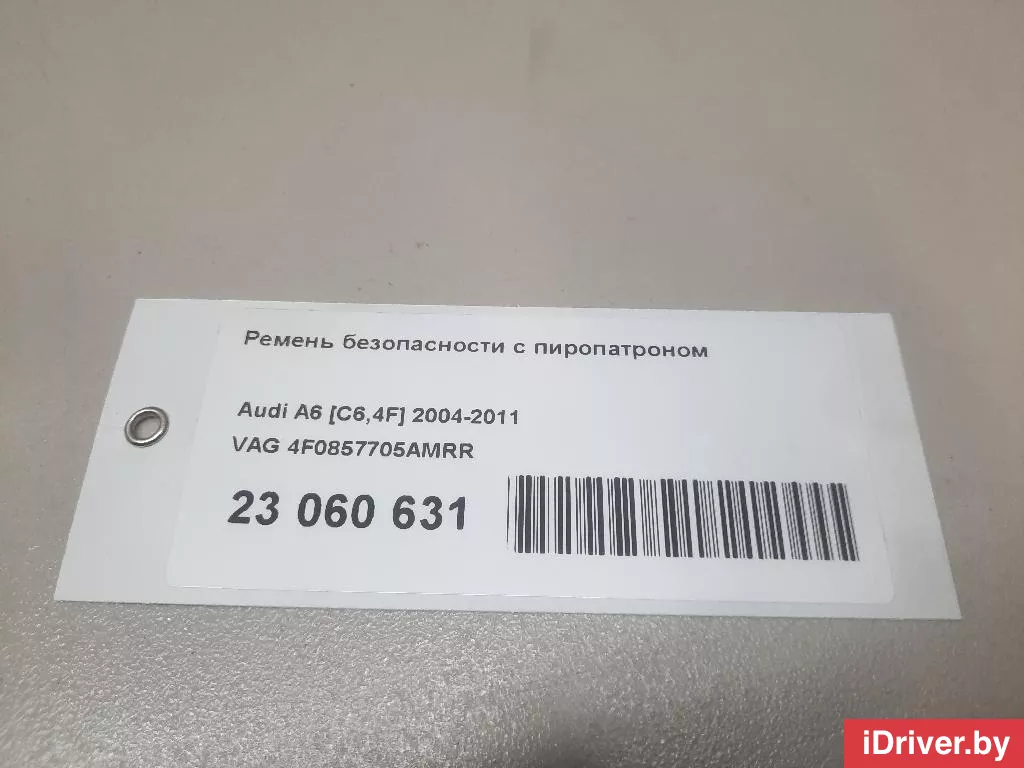 Ремень безопасности с пиропатроном
Audi A6 [C6,4F] 2004-2011
VAG 4F0857705AMRR
23 060 631
iDriver.by